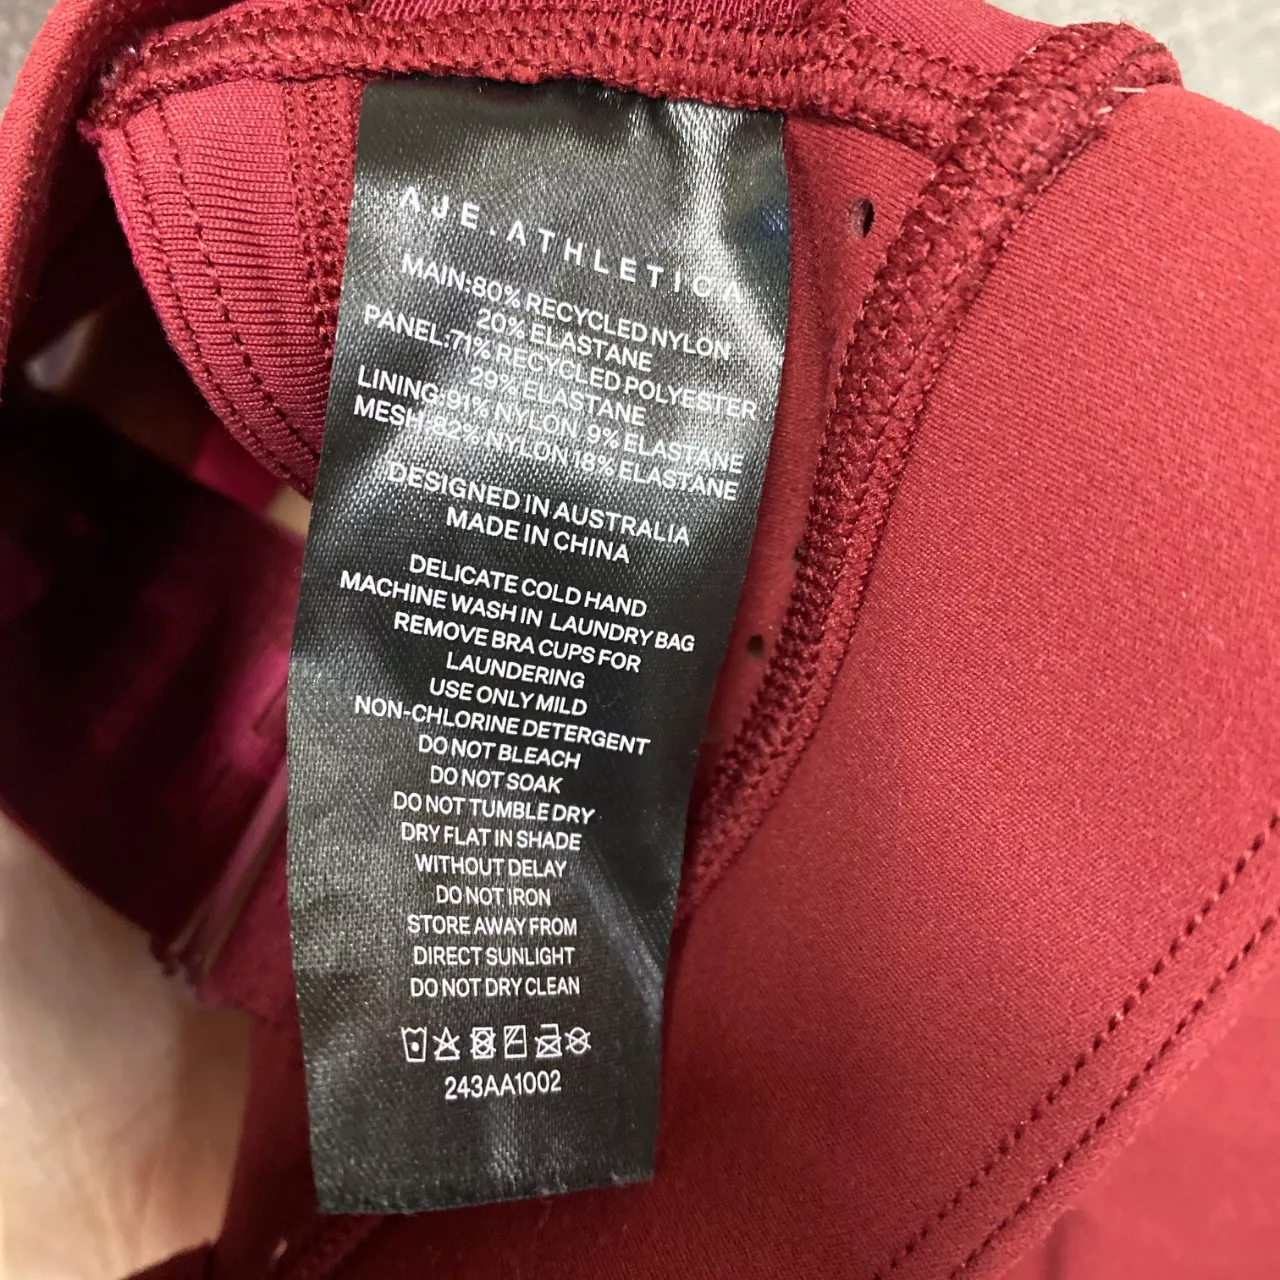 AJE.ATHLETICA
MAIN:80% RECYCLED NYLON
20% ELASTANE
PANEL:71% RECYCLED POLYESTER
29% ELASTANE
LINING:91% NYLON 9% ELASTANE
MESH:82% NYLON 18% ELASTANE
DESIGNED IN AUSTRALIA
MADE IN CHINA
DELICATE COLD HAND
MACHINE WASH IN LAUNDRY BAG
REMOVE BRA CUPS FOR
LAUNDERING
USE ONLY MILD
NON-CHLORINE DETERGENT
DO NOT BLEACH
DO NOT SOAK
DO NOT TUMBLE DRY
DRY FLAT IN SHADE
WITHOUT DELAY
DO NOT IRON
STORE AWAY FROM
DIRECT SUNLIGHT
DO NOT DRY CLEAN
243AA1002